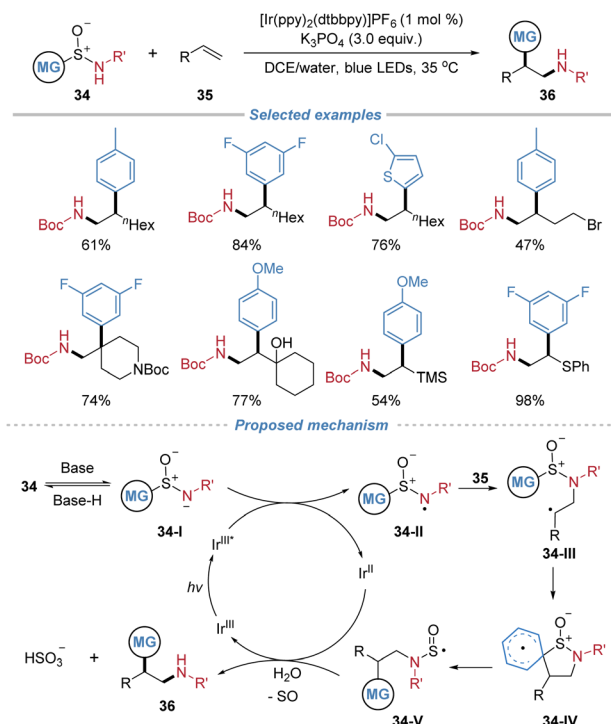 [Ir(ppy)2(dtbbpy)]PF6 (1 mol %)
K3PO4 (3.0 equiv.)
DCE/water, blue LEDs, 35 °C
O− S+ MG N H R' + R MG R N H R'
34 35 36
Selected examples
F F Cl S
H Boc N nHex H Boc N nHex H Boc N nHex H Boc N Br
61% 84% 76% 47%
F F OMe OMe F F
H Boc N NBoc H Boc N OH H Boc N TMS H Boc N SPh
74% 77% 54% 98%
Proposed mechanism
34 Base Base-H O− S+ MG N − R' O− S+ MG N • R' 35 O− S+ MG N R' • R
34-I 34-II 34-III
IrIII* IrII
hv
IrIII
HSO3− + MG R H N R' H2O - SO R MG N S • O R' • O− S+ N R' R
36 34-V 34-IV